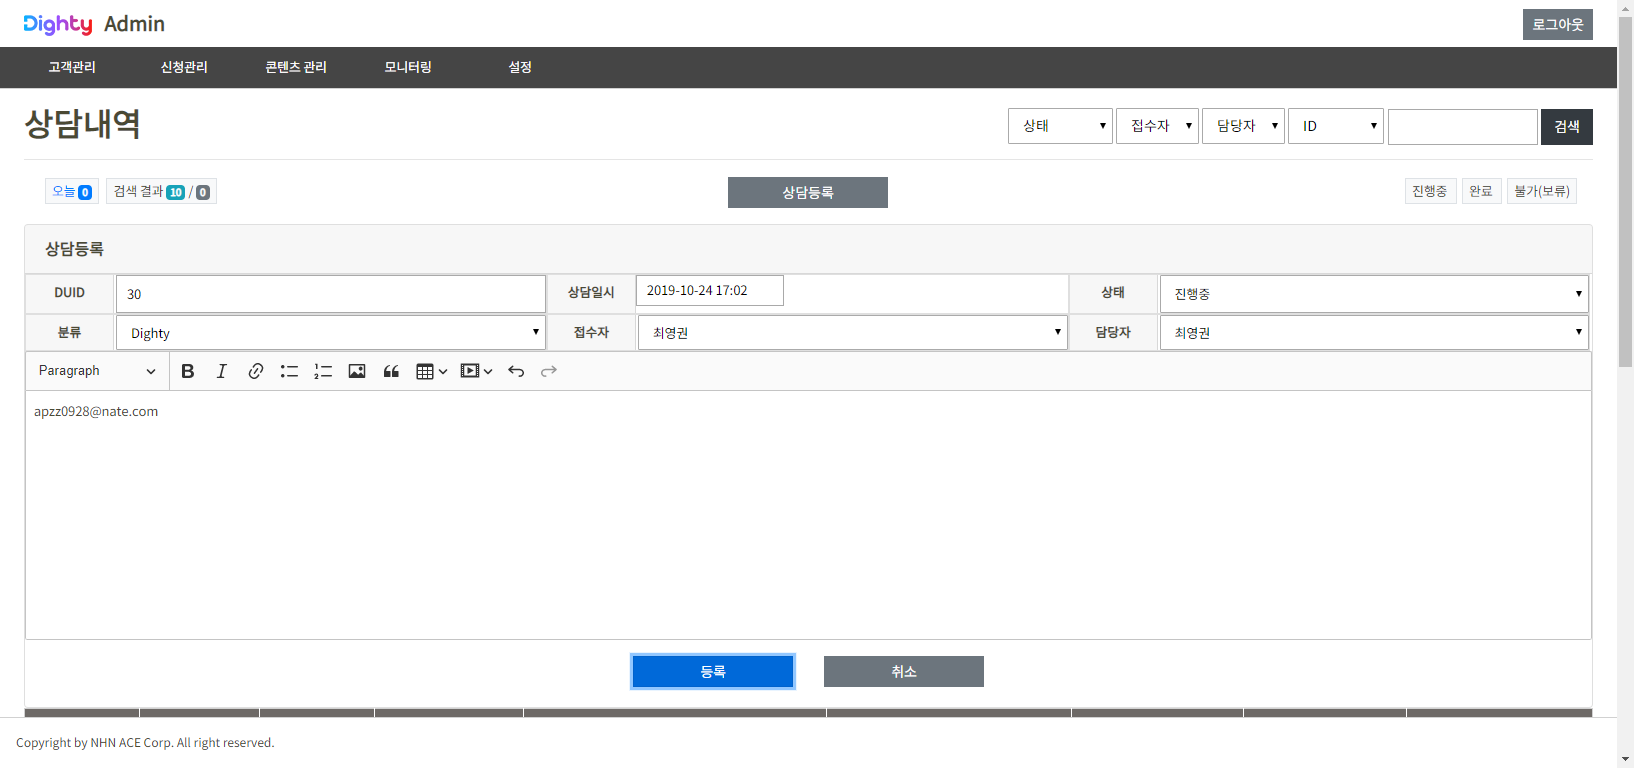 Dighty Admin
로그아웃
고객관리 신청관리 콘텐츠 관리 모니터링 설정
상담내역
상태 접수자 담당자 ID 검색
오늘 0 검색 결과 10 / 0 상담등록 진행중 완료 불가(보류)
상담등록
DUID 30 상담일시 2019-10-24 17:02 상태 진행중
분류 Dighty 접수자 최영권 담당자 최영권
Paragraph
apzz0928@nate.com
등록 취소
Copyright by NHN ACE Corp. All right reserved.